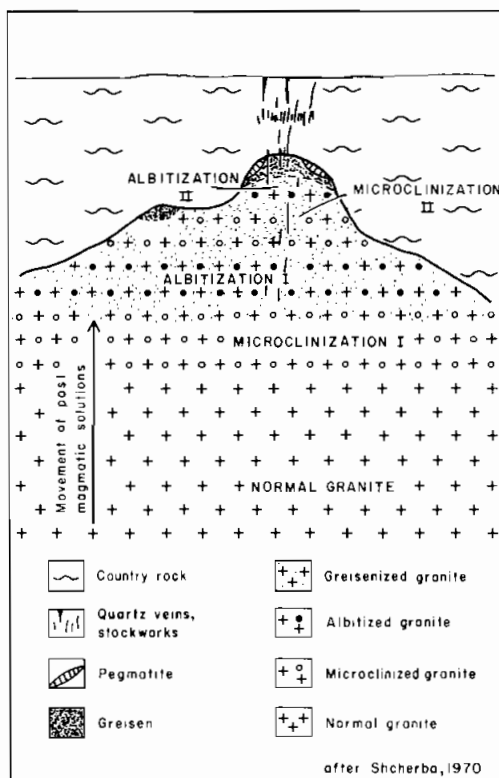 ALBITIZATION
II
MICROCLINIZATION
II
ALBITIZATION I
MICROCLINIZATION I
Movement of post
magmatic solutions
NORMAL GRANITE
Country rock
Quartz veins,
stockworks
Pegmatite
Greisen
Greisenized granite
Albitized granite
Microclinized granite
Normal granite
after Shcherba, 1970